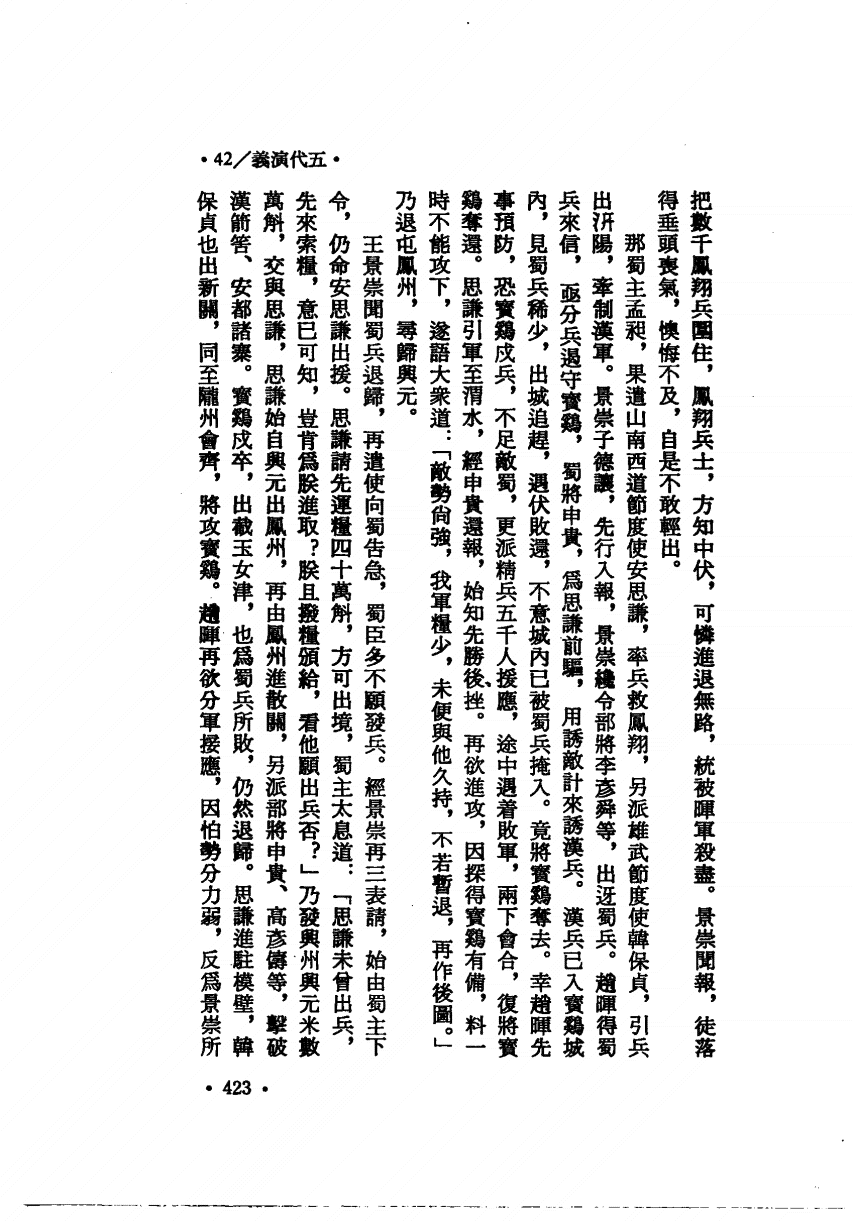 •42／義演代五•
把數千鳳翔兵圍住，鳳翔兵士，方知中伏，可憐進退無路，統被暉軍殺盡。景崇聞報，徒落
得垂頭喪氣，懊悔不及，自是不敢輕出。
那蜀主孟昶，果遣山南西道節度使安思謙，率兵救鳳翔，另派雄武節度使韓保貞，引兵
出汧陽，牽制漢軍。景崇子德讓，先行入報，景崇纔令部將李彥舜等，出迓蜀兵。趙暉得蜀
兵來信，亟分兵遏守寶鷄，蜀將申貴，爲思謙前驅，用誘敵計來誘漢兵。漢兵已入寶鷄城
內，見蜀兵稀少，出城追趕，遇伏敗還，不意城內已被蜀兵掩入。竟將寶鷄奪去。幸趙暉先
事預防，恐寶鷄戍兵，不足敵蜀，更派精兵五千人援應，途中遇着敗軍，兩下會合，復將寶
鷄奪還。思謙引軍至渭水，經申貴還報，始知先勝後挫。再欲進攻，因探得寶鷄有備，料一
時不能攻下，遂語大衆道：「敵勢尙強，我軍糧少，未便與他久持，不若暫退，再作後圖。」
乃退屯鳳州，尋歸興元。
王景崇聞蜀兵退歸，再遣使向蜀吿急，蜀臣多不願發兵。經景崇再三表請，始由蜀主下
令，仍命安思謙出援。思謙請先運糧四十萬斛，方可出境，蜀主太息道：「思謙未曾出兵，
先來索糧，意已可知，豈肯爲朕進取？朕且撥糧頒給，看他願出兵否？」乃發興州興元米數
萬斛，交與思謙，思謙始自興元出鳳州，再由鳳州進散關，另派部將申貴、高彥儔等，擊破
漢箭筈、安都諸寨。寶鷄戍卒，出截玉女津，也爲蜀兵所敗，仍然退歸。思謙進駐模壁，韓
保貞也出新關，同至隴州會齊，將攻寶鷄。趙暉再欲分軍接應，因怕勢分力弱，反爲景崇所
•423•